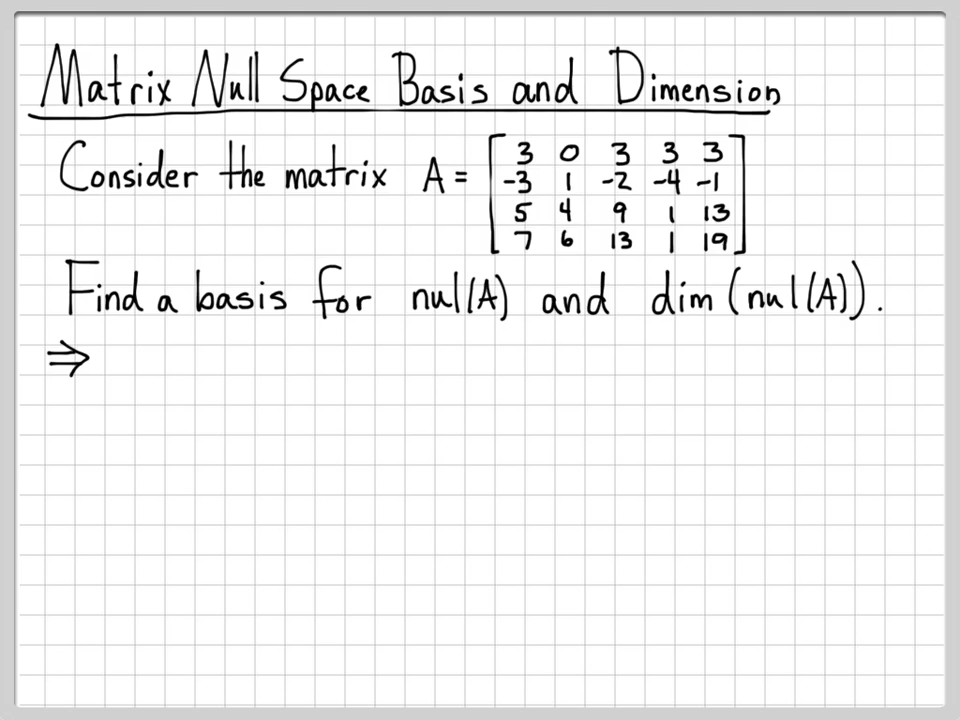 Matrix Null Space Basis and Dimension
Consider the matrix A = [3 0 3 3 3
-3 1 -2 -4 -1
5 4 9 1 13
7 6 13 1 19]
Find a basis for nul(A) and dim(nul(A)).
⇒